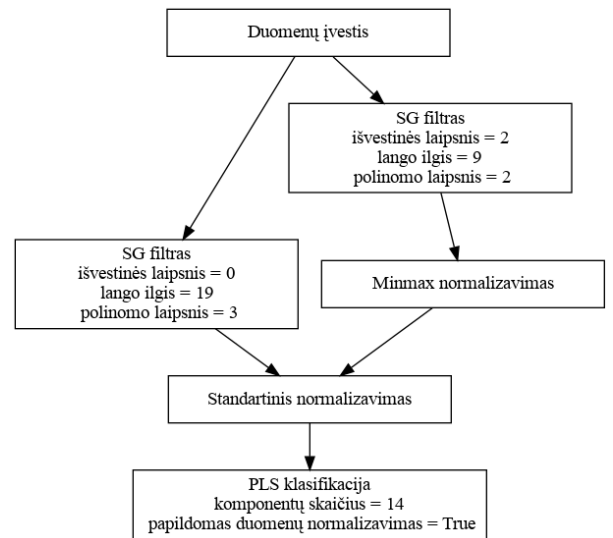 Duomenų įvestis
SG filtras
išvestinės laipsnis = 2
lango ilgis = 9
polinomo laipsnis = 2
SG filtras
išvestinės laipsnis = 0
lango ilgis = 19
polinomo laipsnis = 3
Minmax normalizavimas
Standartinis normalizavimas
PLS klasifikacija
komponentų skaičius = 14
papildomas duomenų normalizavimas = True